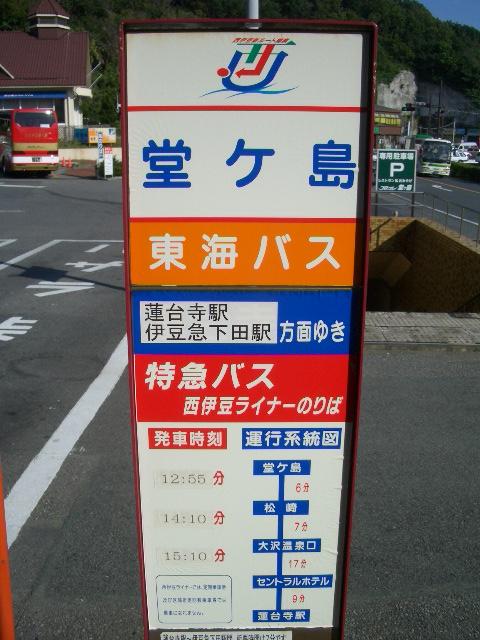 堂ケ島
東海バス
蓮台寺駅
伊豆急下田駅
方面ゆき
特急バス
西伊豆ライナーのりば
発車時刻
運行系統図
12:55 分
14:10 分
15:10 分
堂ケ島
6分
松崎
7分
大沢温泉口
17分
セントラルホテル
9分
蓮台寺駅
専用駐車場
P